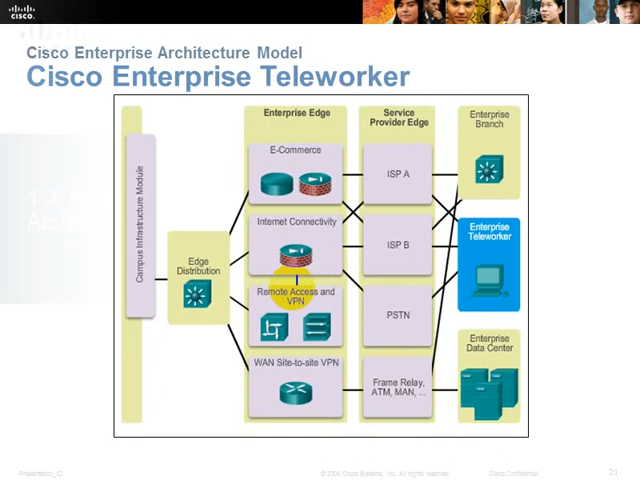 CISCO
Cisco Enterprise Architecture Model
Cisco Enterprise Teleworker
Enterprise Edge
Service
Provider Edge
Enterprise
Branch
E-Commerce
ISP A
Campus Infrastructure Module
Internet Connectivity
ISP B
Enterprise
Teleworker
Edge
Distribution
Remote Access and
VPN
PSTN
Enterprise
Data Center
WAN Site-to-site VPN
Frame Relay,
ATM, MAN, ...
Presentation_ID
© 2008 Cisco Systems, Inc. All rights reserved.
Cisco Confidential
21